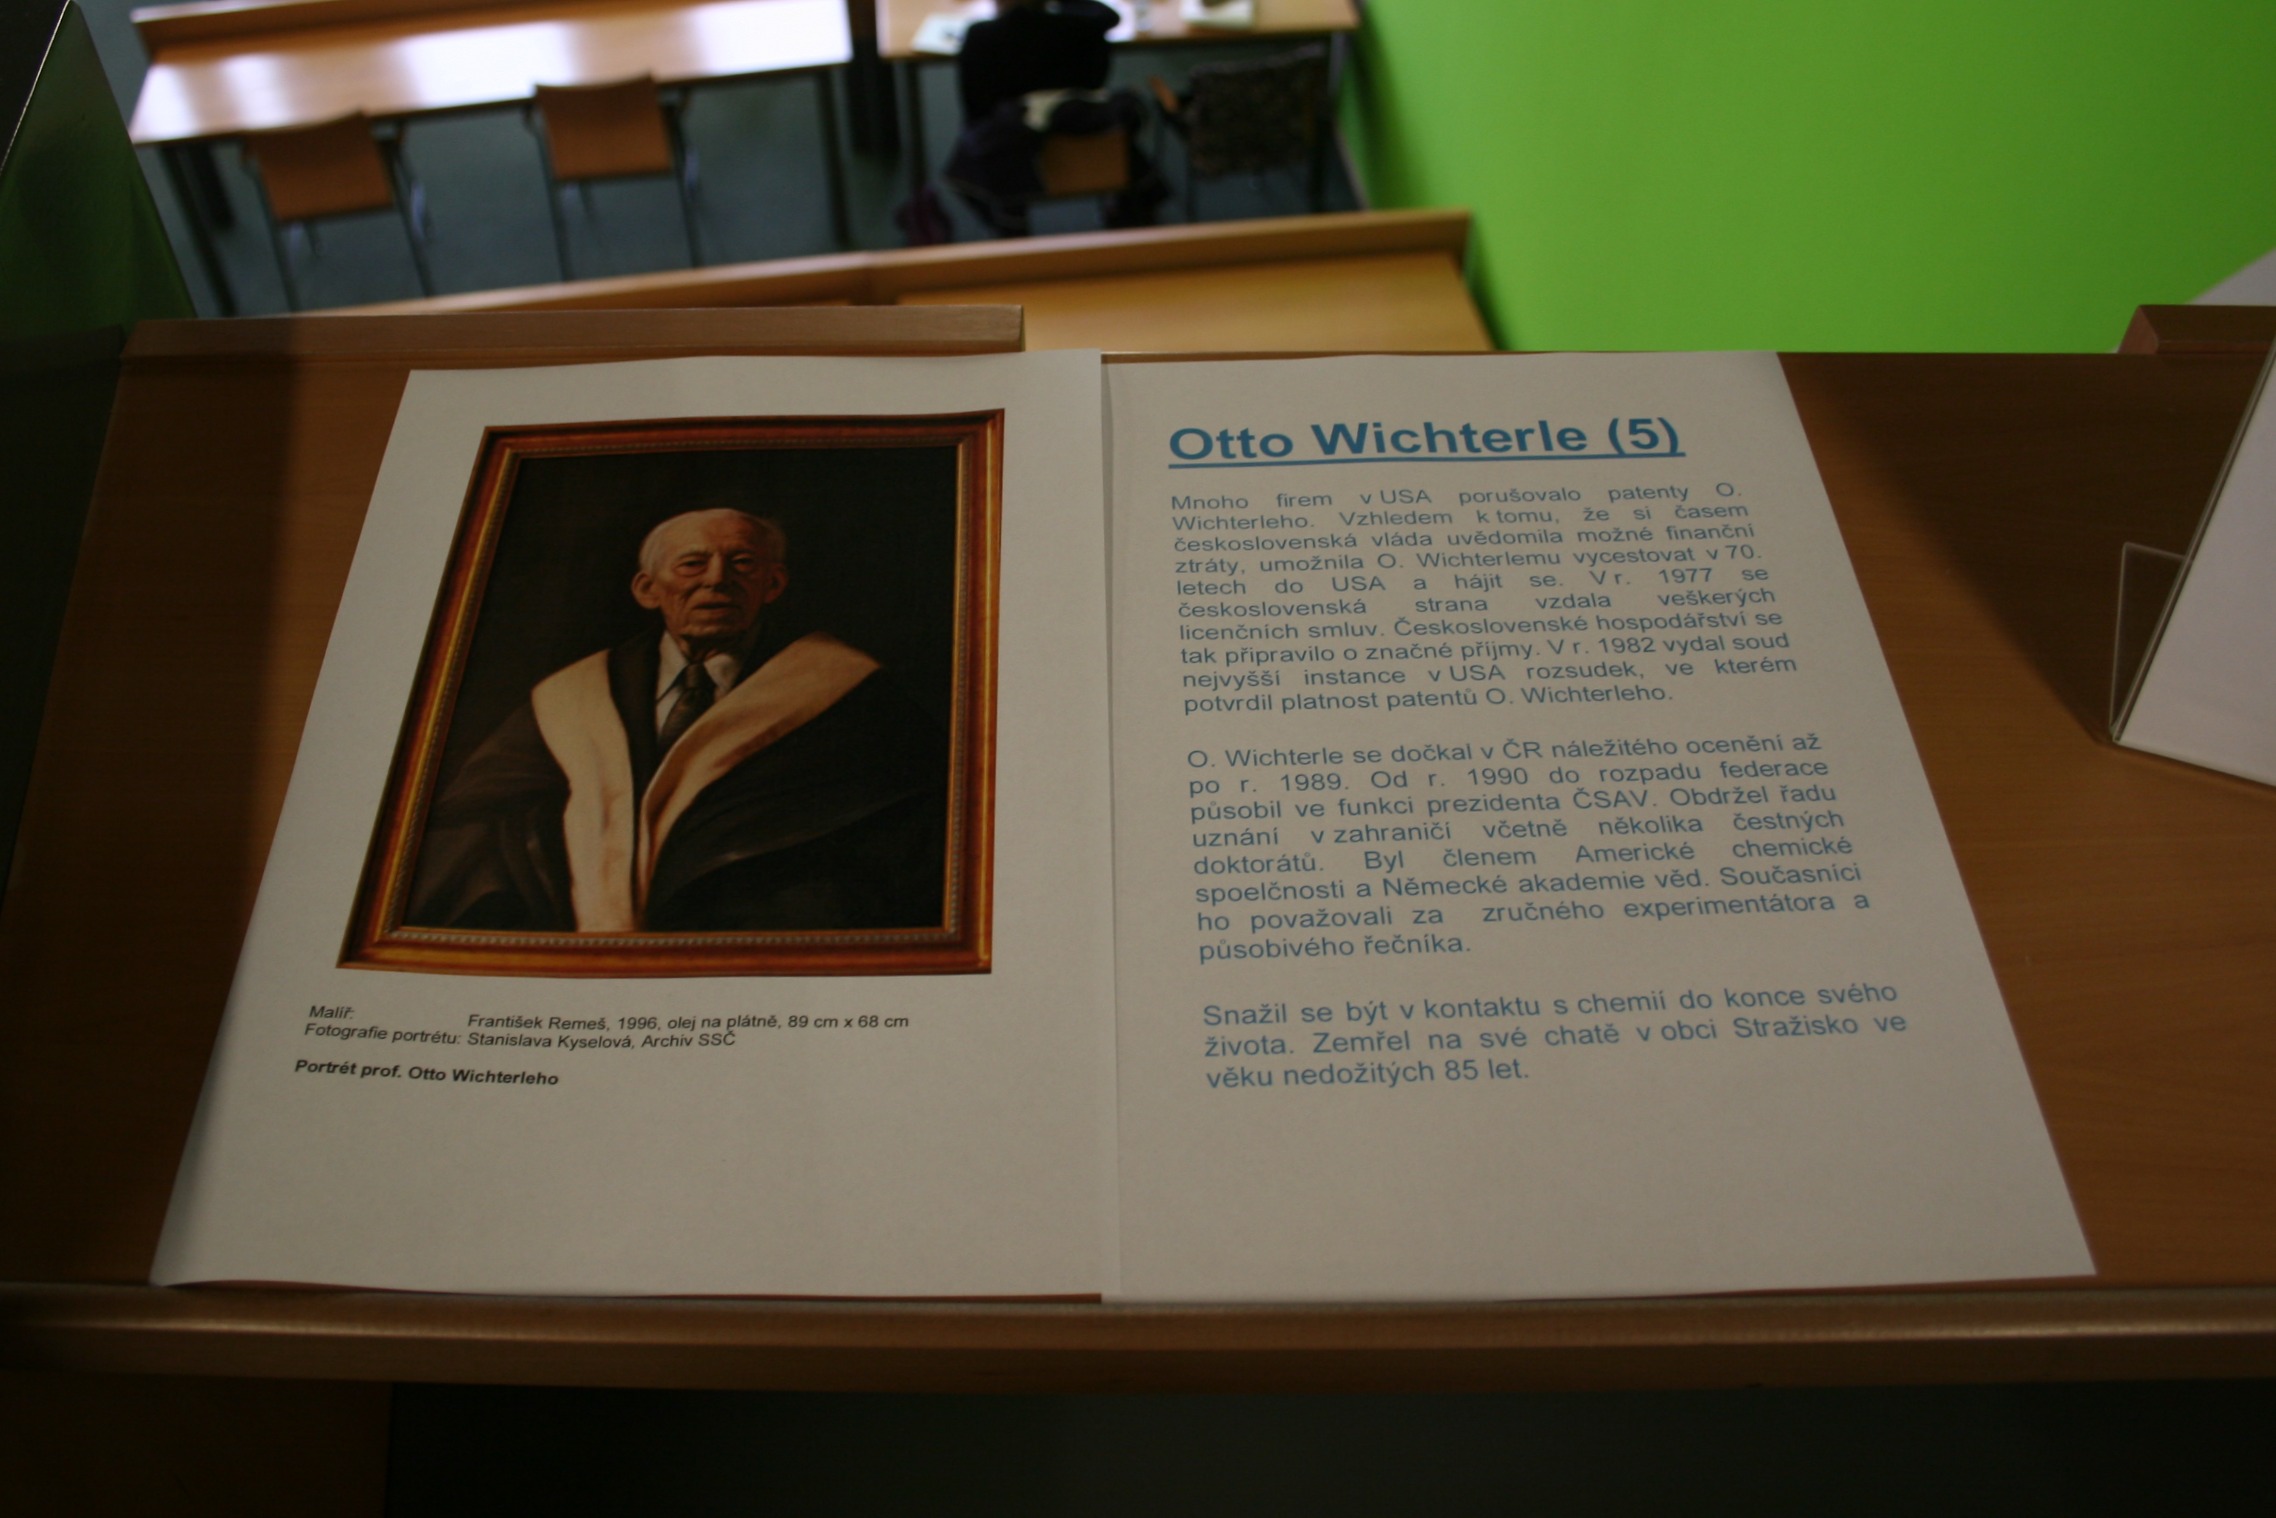 Malíř: František Remeš, 1996, olej na plátně, 89 cm x 68 cm
Fotografie portrétu: Stanislava Kyselová, Archiv SSČ
Portrét prof. Otto Wichterleho
Otto Wichterle (5)
Mnoho firem v USA porušovalo patenty O.
Wichterleho. Vzhledem k tomu, že si časem
československá vláda uvědomila možné finanční
ztráty, umožnila O. Wichterlemu vycestovat v 70.
letech do USA a hájit se. V r. 1977 se
československá strana vzdala veškerých
licenčních smluv. Československé hospodářství se
tak připravilo o značné příjmy. V r. 1982 vydal soud
nejvyšší instance v USA rozsudek, ve kterém
potvrdil platnost patentů O. Wichterleho.
O. Wichterle se dočkal v ČR náležitého ocenění až
po r. 1989. Od r. 1990 do rozpadu federace
působil ve funkci prezidenta ČSAV. Obdržel řadu
uznání v zahraničí včetně několika čestných
doktorátů. Byl členem Americké chemické
spoelčnosti a Německé akademie věd. Současníci
ho považovali za zručného experimentátora a
působivého řečníka.
Snažil se být v kontaktu s chemií do konce svého
života. Zemřel na své chatě v obci Stražisko ve
věku nedožitých 85 let.